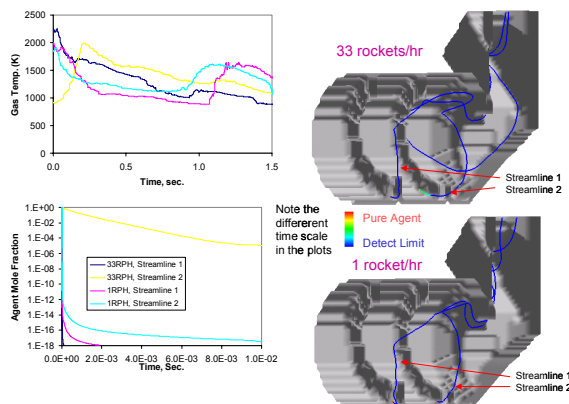 2500
2000
1500
1000
500
0
Gas Temp. (K)
0.0
0.5
1.0
1.5
Time, sec.
33 rockets/hr
Streamline 1
Streamline 2
1.E+00
1.E-02
1.E-04
1.E-06
1.E-08
1.E-10
1.E-12
1.E-14
1.E-16
1.E-18
Agent Mole Fraction
33RPH, Streamline 1
33RPH, Streamline 2
1RPH, Streamline 1
1RPH, Streamline 2
0.0E+0
0
2.0E-03
4.0E-03
6.0E-03
8.0E-03
1.0E-02
Time, Sec.
Note the
differerent
time scale
in the plots
Pure Agent
Detect Limit
1 rocket/hr
Streamline 1
Streamline 2